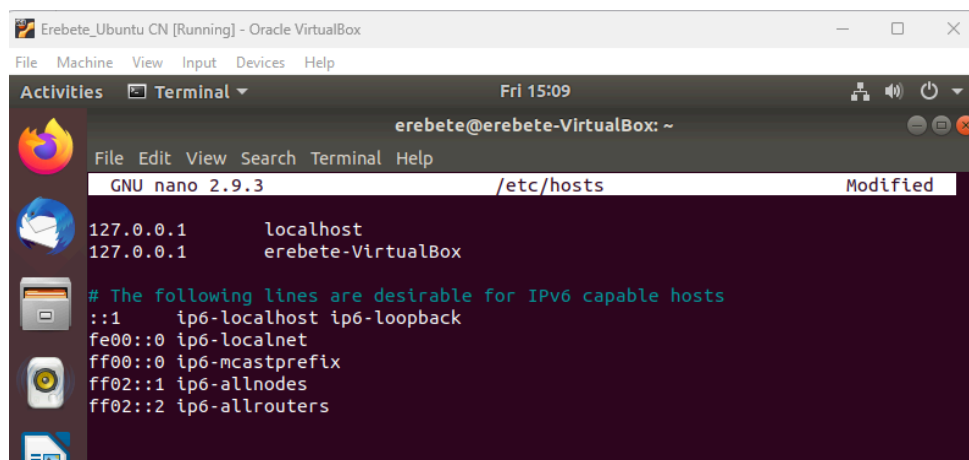 Erebete_Ubuntu CN [Running] - Oracle VirtualBox
File Machine View Input Devices Help
Activities Terminal Fri 15:09
erebete@erebete-VirtualBox: ~
File Edit View Search Terminal Help
GNU nano 2.9.3 /etc/hosts Modified
127.0.0.1 localhost
127.0.0.1 erebete-VirtualBox
# The following lines are desirable for IPv6 capable hosts
::1 ip6-localhost ip6-loopback
fe00::0 ip6-localnet
ff00::0 ip6-mcastprefix
ff02::1 ip6-allnodes
ff02::2 ip6-allrouters